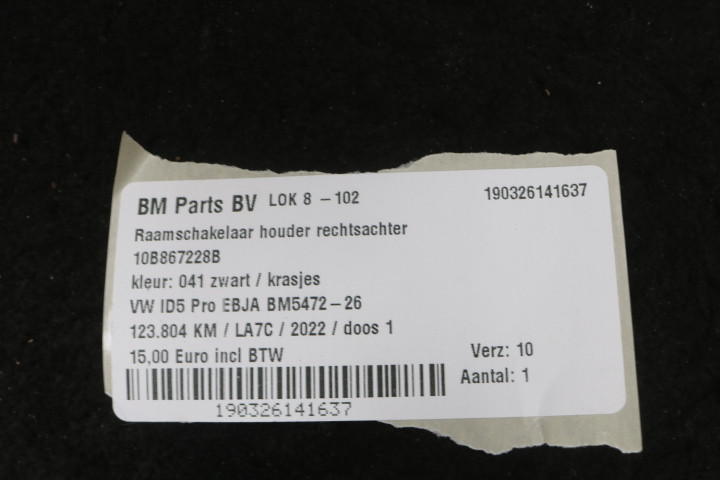 BM Parts BV LOK 8 - 102 190326141637
Raamschakelaar houder rechtsachter
10B867228B
kleur: 041 zwart / krasjes
VW ID5 Pro EBJA BM5472-26
123.804 KM / LA7C / 2022 / doos 1
15,00 Euro incl BTW Verz: 10
Aantal: 1
190326141637